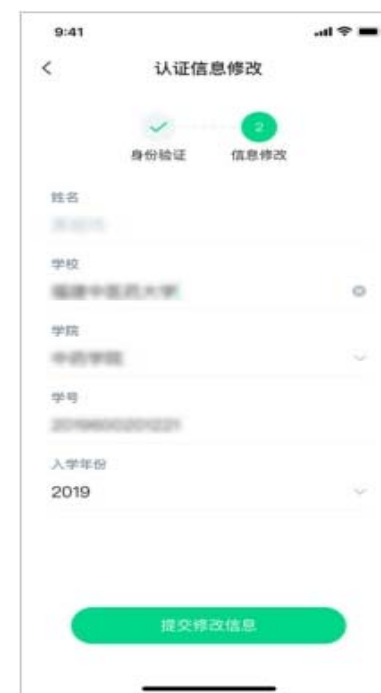 9:41
认证信息修改
2
身份验证
信息修改
姓名
学校
学院
学号
入学年份
2019
提交修改信息